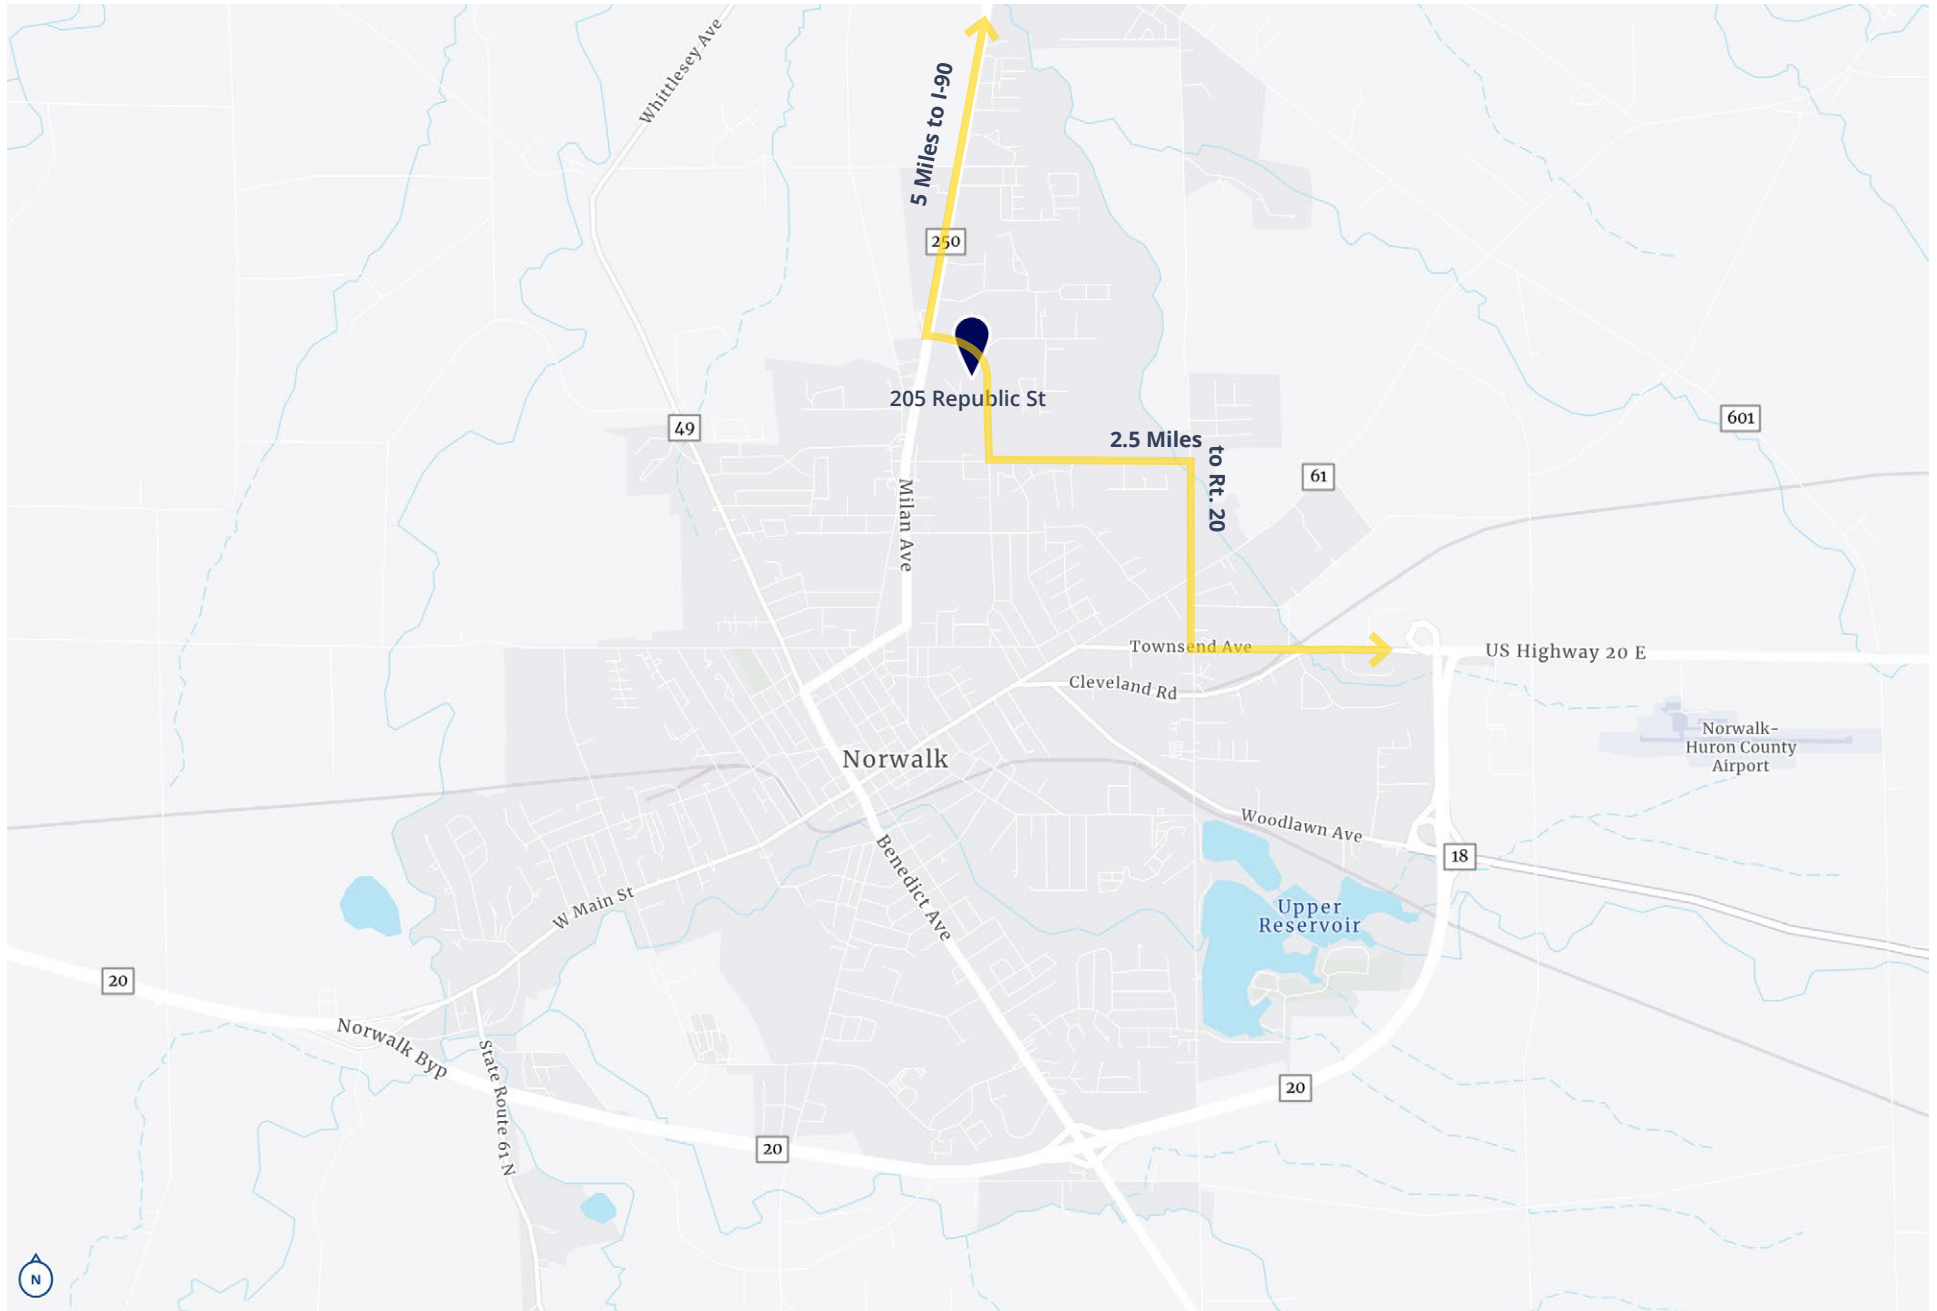 Whittlesey Ave
5 Miles to I-90
250
205 Republic St
49
601
2.5 Miles
to Rt. 20
61
Milan Ave
Townsend Ave
US Highway 20 E
Cleveland Rd
Norwalk-
Huron County
Airport
Norwalk
Woodlawn Ave
18
Benedict Ave
W Main St
Upper
Reservoir
20
Norwalk Byp
State Route 61 N
20
20
N